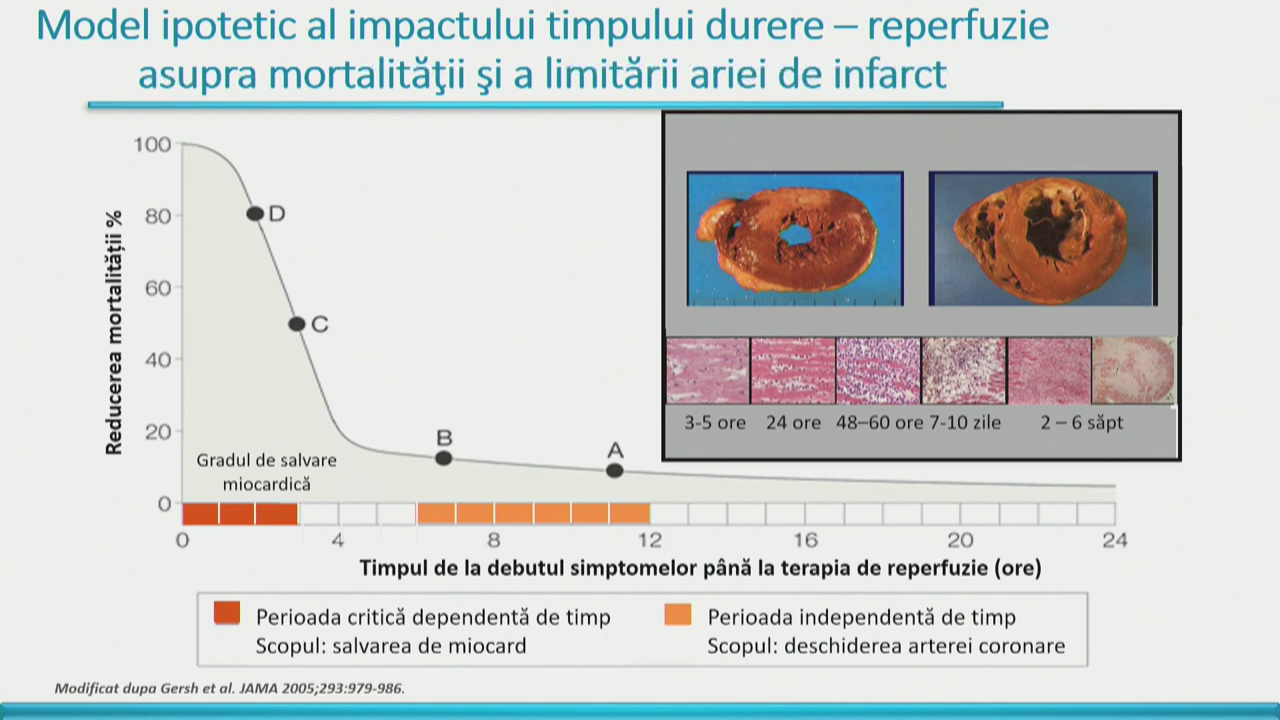 Model ipotetic al impactului timpului durere – reperfuzie
asupra mortalităţii şi a limitării ariei de infarct
100
80
60
40
20
0
Reducerea mortalităţii %
D
C
B
A
Gradul de salvare
miocardică
3-5 ore 24 ore 48–60 ore 7-10 zile 2 – 6 săpt
0 4 8 12 16 20 24
Timpul de la debutul simptomelor până la terapia de reperfuzie (ore)
Perioada critică dependentă de timp
Scopul: salvarea de miocard
Perioada independentă de timp
Scopul: deschiderea arterei coronare
Modificat dupa Gersh et al. JAMA 2005;293:979-986.